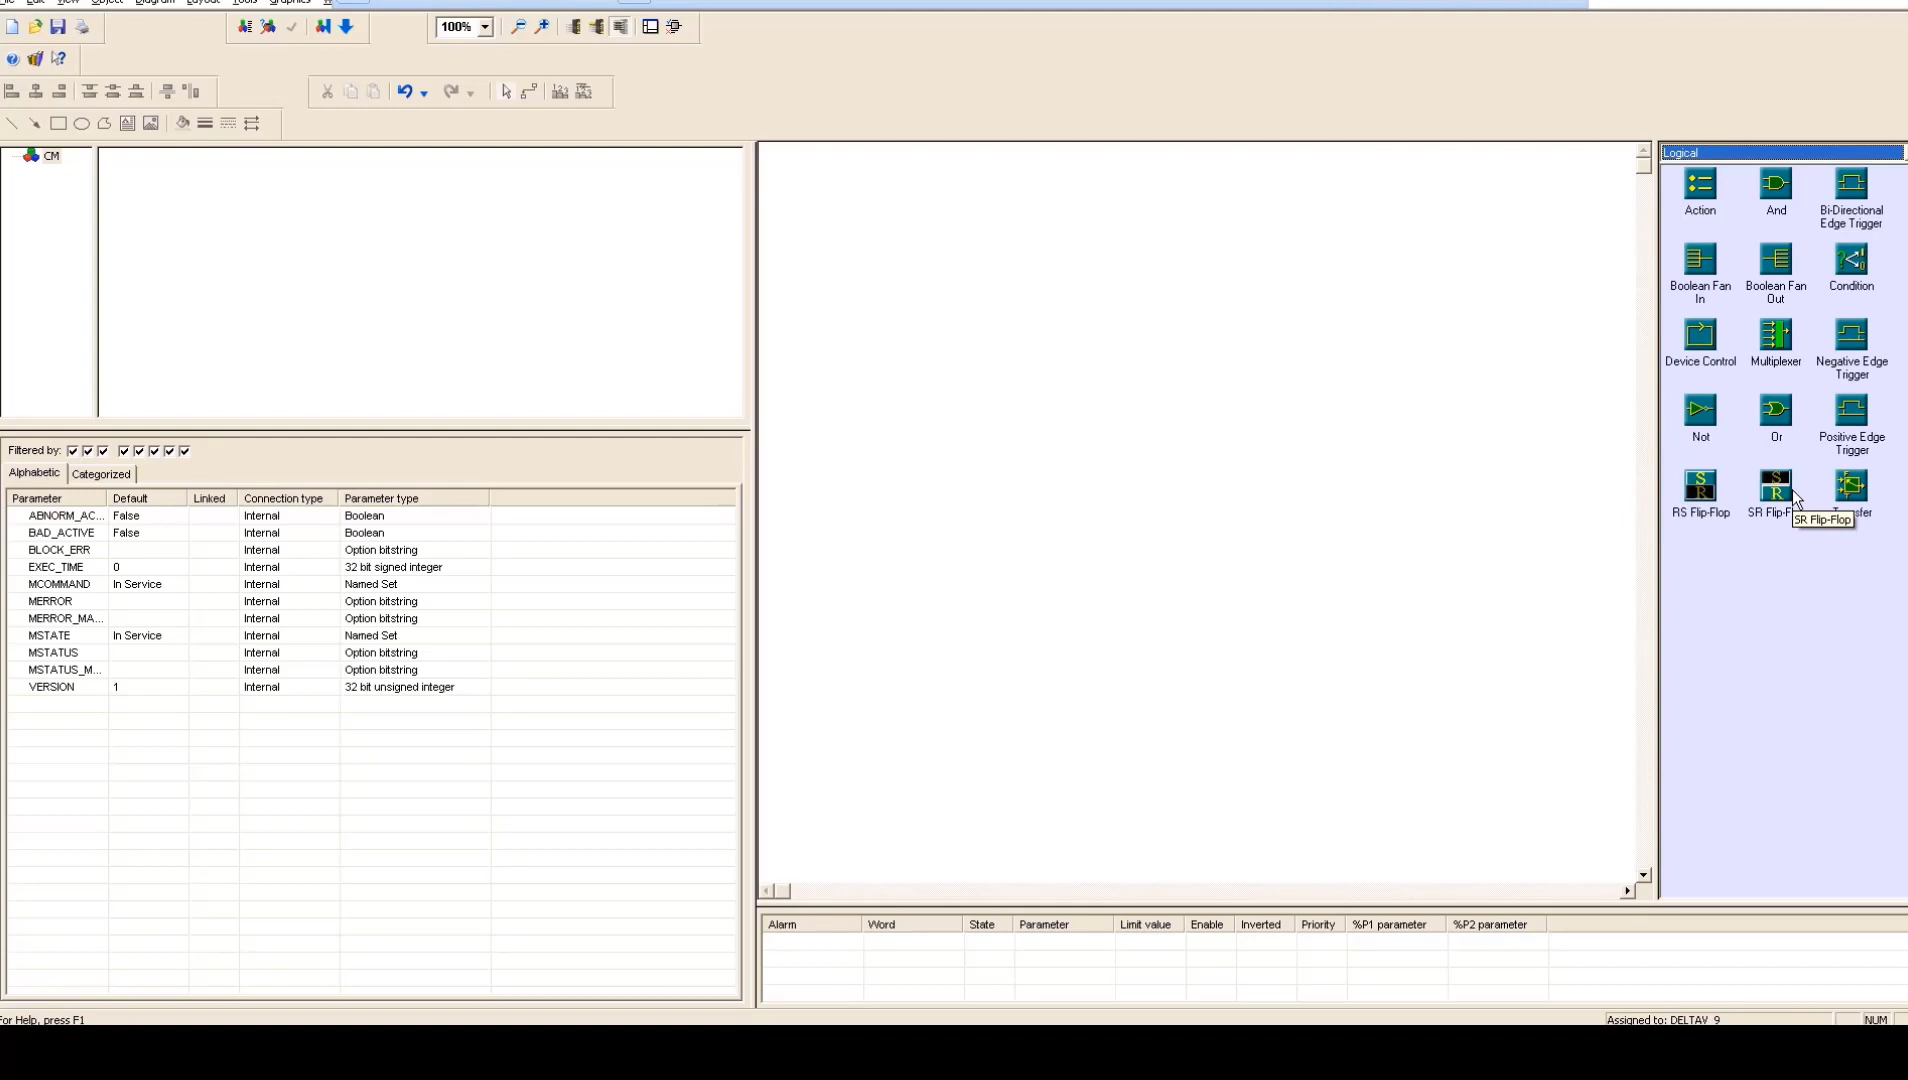 100%
CM
Filtered by:
Alphabetic Categorized
Parameter Default Linked Connection type Parameter type
ABNORM_AC... False Internal Boolean
BAD_ACTIVE False Internal Boolean
BLOCK_ERR Internal Option bitstring
EXEC_TIME 0 Internal 32 bit signed integer
MCOMMAND In Service Internal Named Set
MERROR Internal Option bitstring
MERROR_MA... Internal Option bitstring
MSTATE In Service Internal Named Set
MSTATUS Internal Option bitstring
MSTATUS_M... Internal Option bitstring
VERSION 1 Internal 32 bit unsigned integer
Logical
Action And Bi-Directional
Edge Trigger
Boolean Fan Boolean Fan Condition
In Out
Device Control Multiplexer Negative Edge
Trigger
Not Or Positive Edge
Trigger
RS Flip-Flop SR Flip-F
SR Flip-Flop
Alarm Word State Parameter Limit value Enable Inverted Priority %P1 parameter %P2 parameter
For Help, press F1
Assigned to: DELTAV_9 NUM